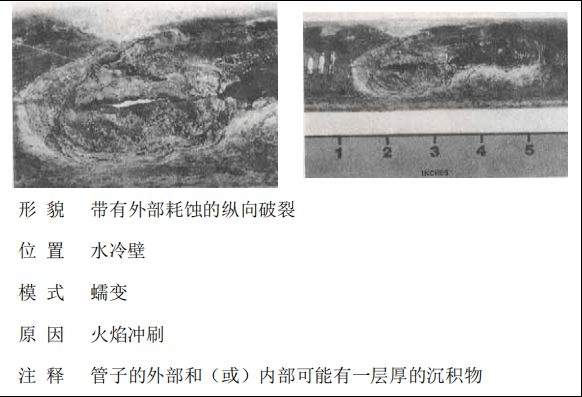 1 2 3 4 5
INCHES
形 貌 带有外部耗蚀的纵向破裂
位 置 水冷壁
模 式 蠕变
原 因 火焰冲刷
注 释 管子的外部和（或）内部可能有一层厚的沉积物